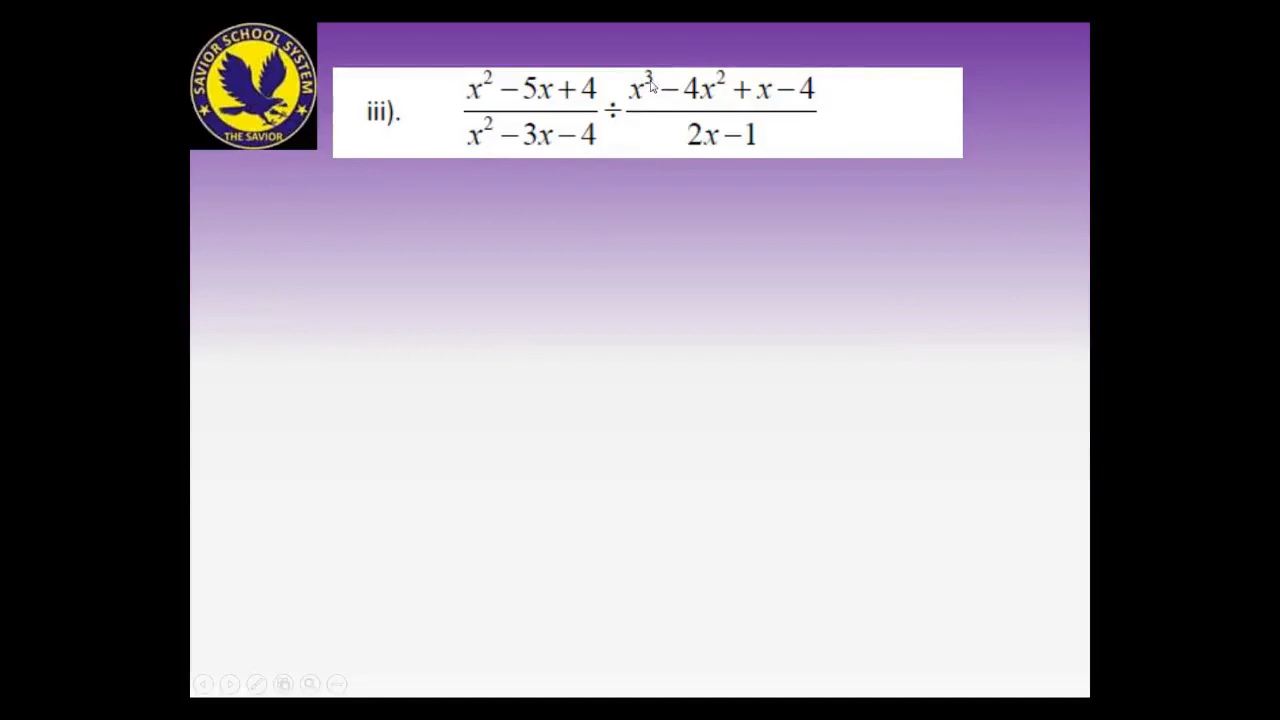 SAVIOR SCHOOL SYSTEM
THE SAVIOR
iii). x² − 5x + 4 / x² − 3x − 4 ÷ x³ − 4x² + x − 4 / 2x − 1